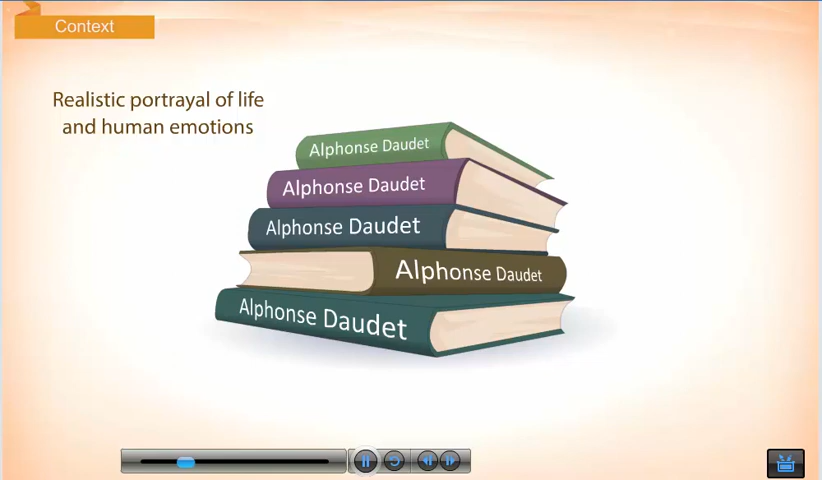 Context
Realistic portrayal of life
and human emotions
Alphonse Daudet
Alphonse Daudet
Alphonse Daudet
Alphonse Daudet
Alphonse Daudet